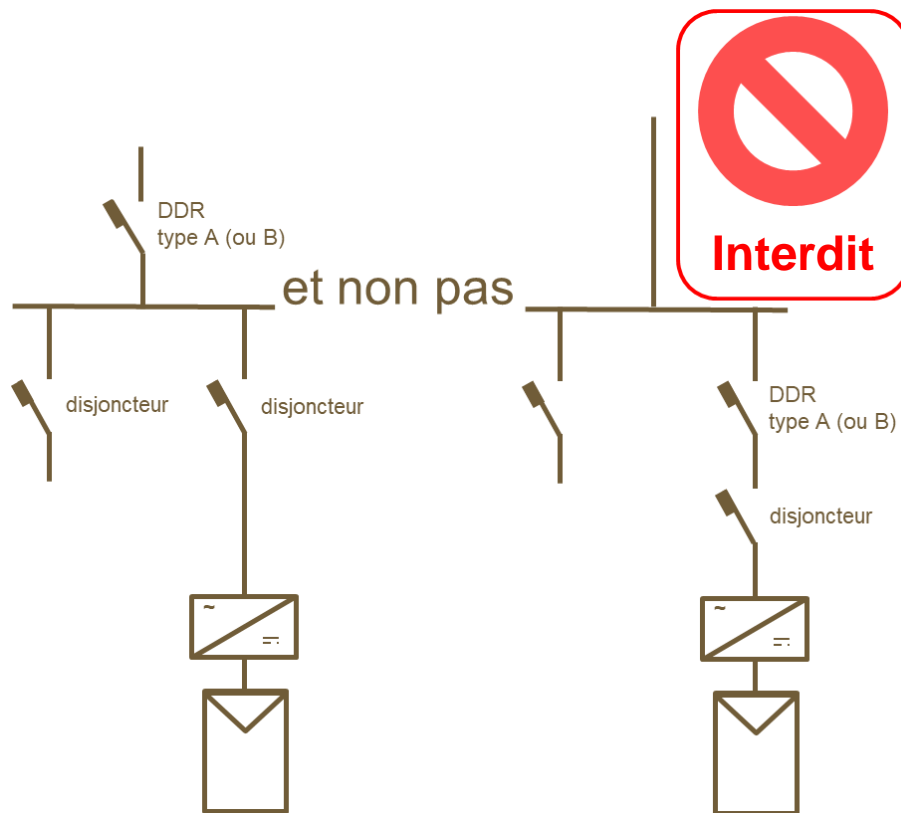 DDR
type A (ou B)
disjoncteur
disjoncteur
~
et non pas
Interdit
DDR
type A (ou B)
disjoncteur
~